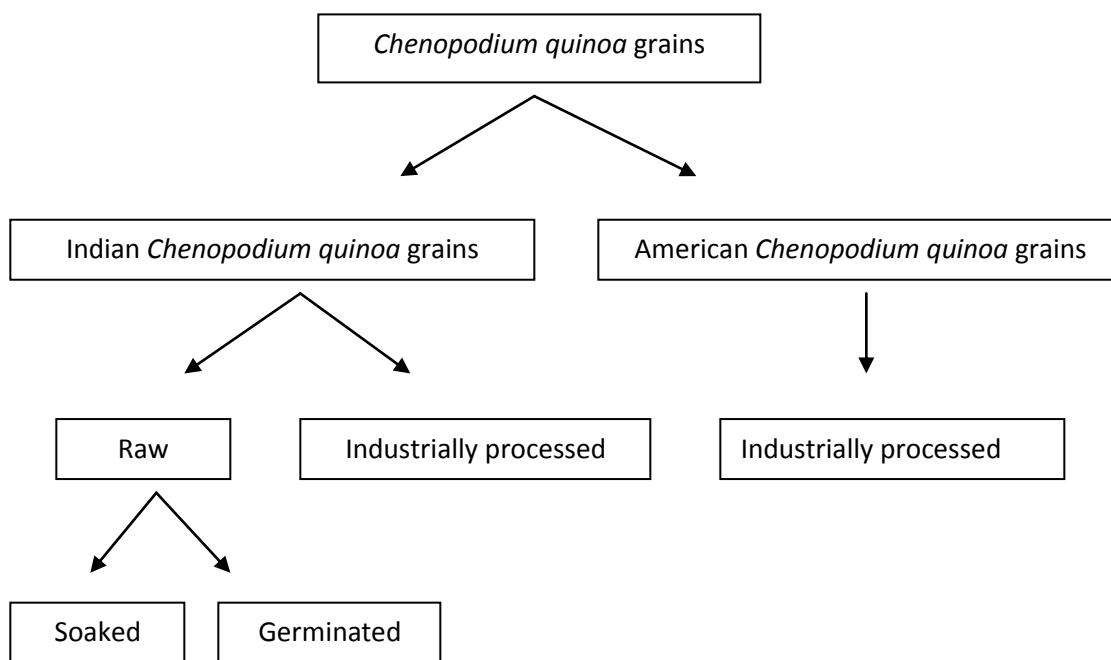 Chenopodium quinoa grains
Indian Chenopodium quinoa grains
American Chenopodium quinoa grains
Raw
Industrially processed
Industrially processed
Soaked
Germinated